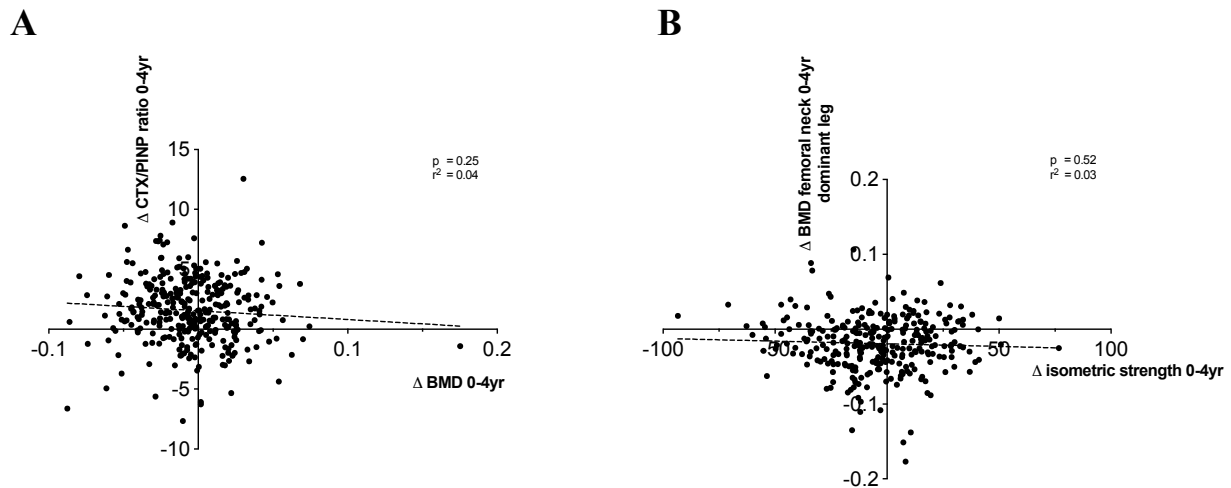 A
Δ CTX/PINP ratio 0-4yr
15
10
5
-5
-10
-0.1
0.1
0.2
Δ BMD 0-4yr
p = 0.25
r² = 0.04
B
Δ BMD femoral neck 0-4yr
dominant leg
0.2
0.1
-0.1
-0.2
-100
-50
50
100
Δ isometric strength 0-4yr
p = 0.52
r² = 0.03